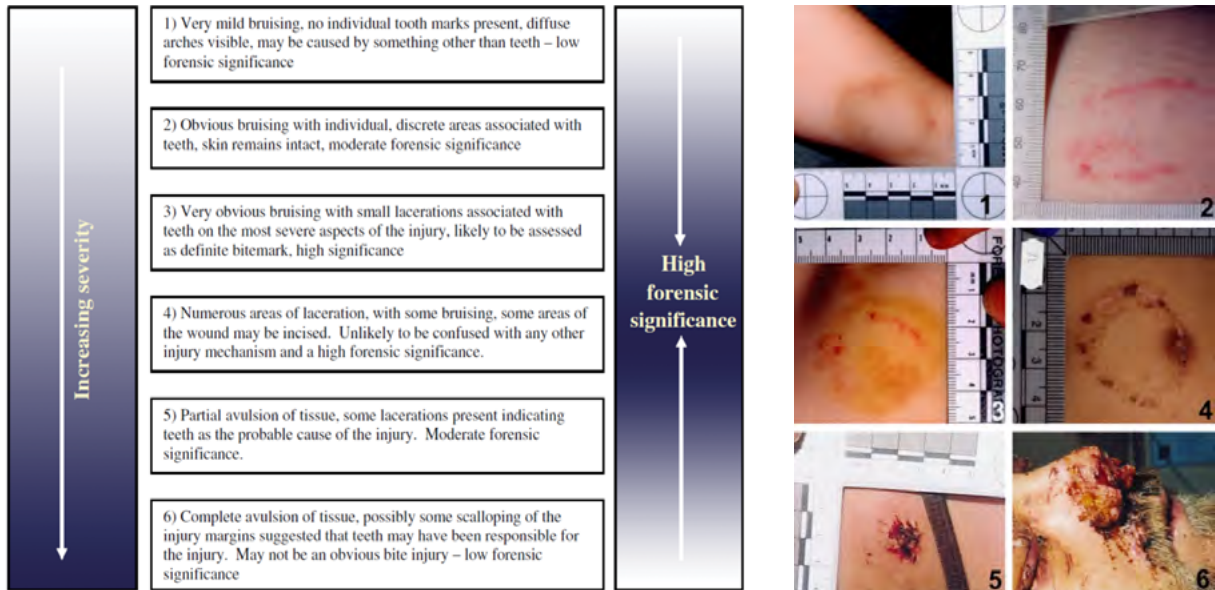 1) Very mild bruising, no individual tooth marks present, diffuse
arches visible, may be caused by something other than teeth – low
forensic significance
2) Obvious bruising with individual, discrete areas associated with
teeth, skin remains intact, moderate forensic significance
3) Very obvious bruising with small lacerations associated with
teeth on the most severe aspects of the injury, likely to be assessed
as definite bitemark, high significance
4) Numerous areas of laceration, with some bruising, some areas
of the wound may be incised. Unlikely to be confused with any other
injury mechanism and a high forensic significance.
5) Partial avulsion of tissue, some lacerations present indicating
teeth as the probable cause of the injury. Moderate forensic
significance.
6) Complete avulsion of tissue, possibly some scalloping of the
injury margins suggested that teeth may have been responsible for
the injury. May not be an obvious bite injury – low forensic
significance
Increasing severity
High
forensic
significance
1
2
3
4
5
6